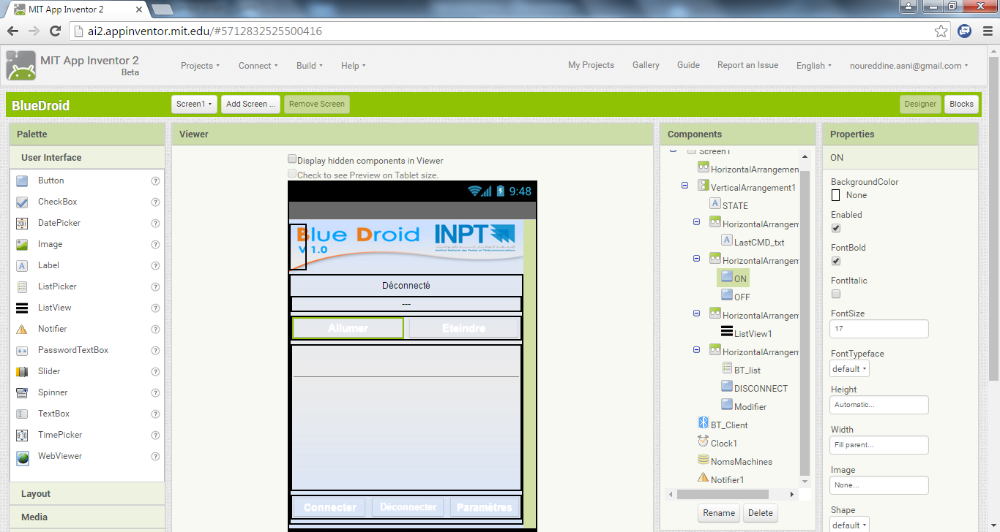 MIT App Inventor 2
ai2.appinventor.mit.edu/#5712832525500416
MIT App Inventor 2
Beta
Projects
Connect
Build
Help
My Projects
Gallery
Guide
Report an Issue
English
noureddine.asni@gmail.com
BlueDroid
Screen1
Add Screen ...
Remove Screen
Designer
Blocks
Palette
User Interface
Button
CheckBox
DatePicker
Image
Label
ListPicker
ListView
Notifier
PasswordTextBox
Slider
Spinner
TextBox
TimePicker
WebViewer
Layout
Media
Viewer
Display hidden components in Viewer
Check to see Preview on Tablet size.
9:48
Blue Droid
V 1.0
INPT
Déconnecté
---
Allumer
Eteindre
Connecter
Déconnecter
Paramètres
Components
Screen1
HorizontalArrangemen
VerticalArrangement1
STATE
HorizontalArrangem
LastCMD_txt
HorizontalArrangem
ON
OFF
HorizontalArrangem
ListView1
HorizontalArrangem
BT_list
DISCONNECT
Modifier
BT_Client
Clock1
NomsMachines
Notifier1
Rename
Delete
Properties
ON
BackgroundColor
None
Enabled
FontBold
FontItalic
FontSize
17
FontTypeface
default
Height
Automatic...
Width
Fill parent...
Image
None...
Shape
default